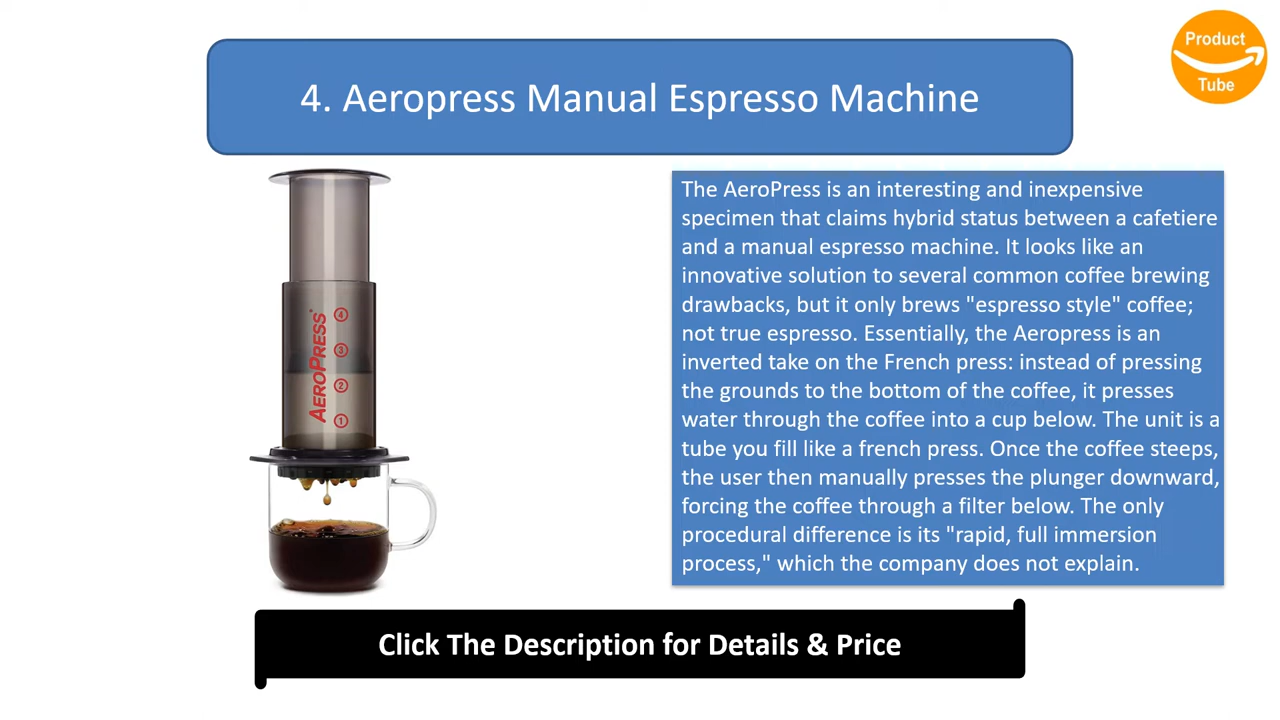 Product
Tube
4. Aeropress Manual Espresso Machine
The AeroPress is an interesting and inexpensive
specimen that claims hybrid status between a cafetiere
and a manual espresso machine. It looks like an
innovative solution to several common coffee brewing
drawbacks, but it only brews "espresso style" coffee;
not true espresso. Essentially, the Aeropress is an
inverted take on the French press: instead of pressing
the grounds to the bottom of the coffee, it presses
water through the coffee into a cup below. The unit is a
tube you fill like a french press. Once the coffee steeps,
the user then manually presses the plunger downward,
forcing the coffee through a filter below. The only
procedural difference is its "rapid, full immersion
process," which the company does not explain.
AEROPRESS
4
3
2
1
Click The Description for Details & Price